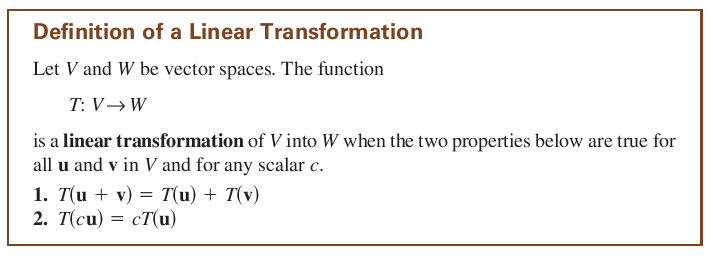 Definition of a Linear Transformation
Let V and W be vector spaces. The function
T: V→W
is a linear transformation of V into W when the two properties below are true for
all u and v in V and for any scalar c.
1. T(u + v) = T(u) + T(v)
2. T(cu) = cT(u)